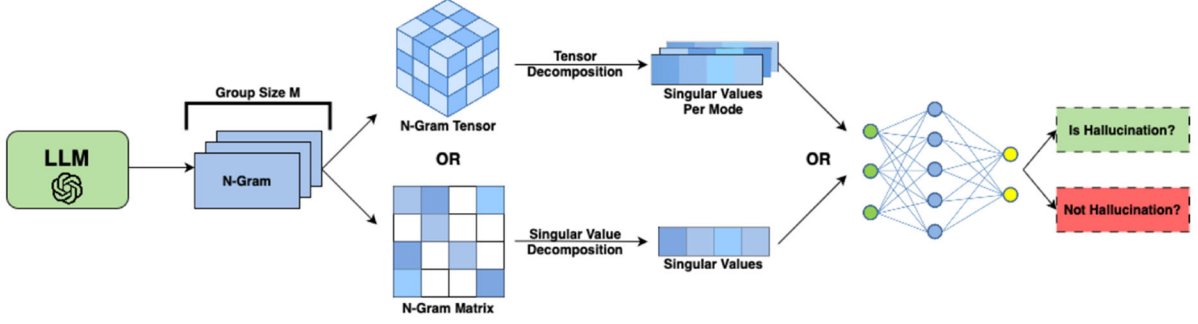 Group Size M
LLM
N-Gram
N-Gram Tensor
OR
N-Gram Matrix
Tensor
Decomposition
Singular Value
Decomposition
Singular Values
Per Mode
Singular Values
OR
Is Hallucination?
Not Hallucination?